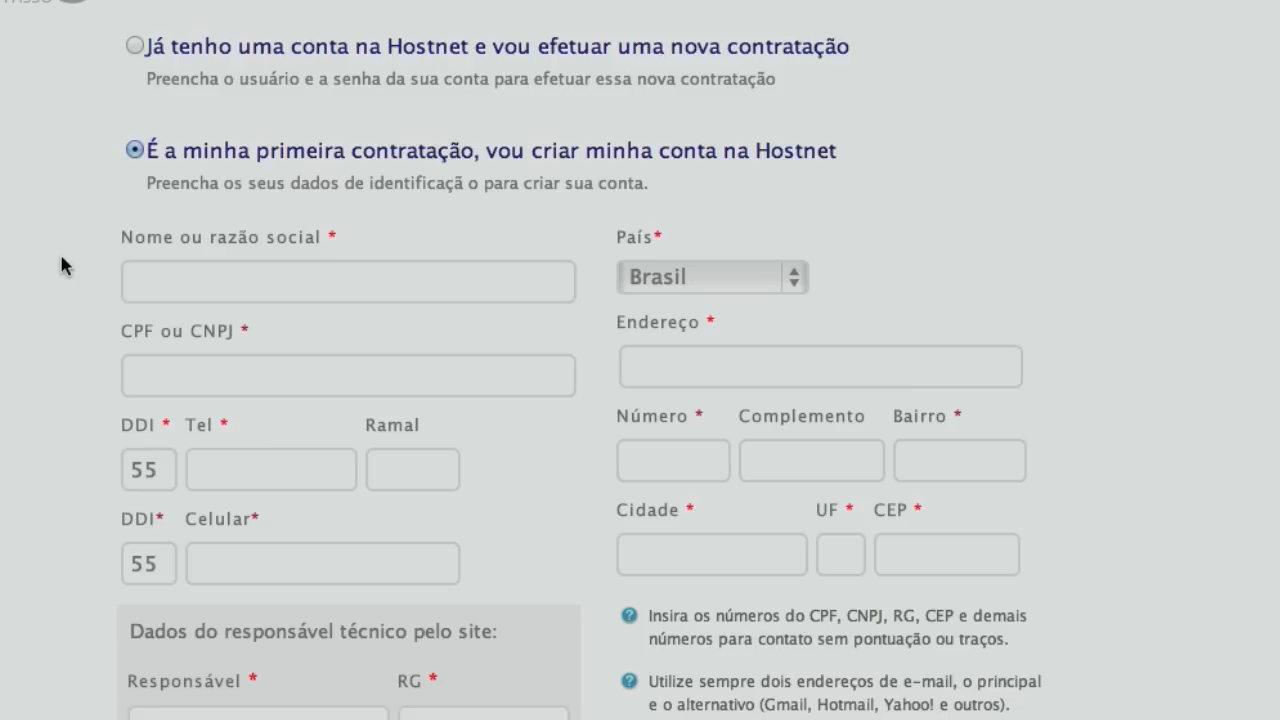 Já tenho uma conta na Hostnet e vou efetuar uma nova contratação
Preencha o usuário e a senha da sua conta para efetuar essa nova contratação
É a minha primeira contratação, vou criar minha conta na Hostnet
Preencha os seus dados de identificaçã o para criar sua conta.
Nome ou razão social *
CPF ou CNPJ *
DDI * Tel * Ramal
55
DDI* Celular*
55
Dados do responsável técnico pelo site:
Responsável * RG *
País*
Brasil
Endereço *
Número * Complemento Bairro *
Cidade * UF * CEP *
Insira os números do CPF, CNPJ, RG, CEP e demais
números para contato sem pontuação ou traços.
Utilize sempre dois endereços de e-mail, o principal
e o alternativo (Gmail, Hotmail, Yahoo! e outros).